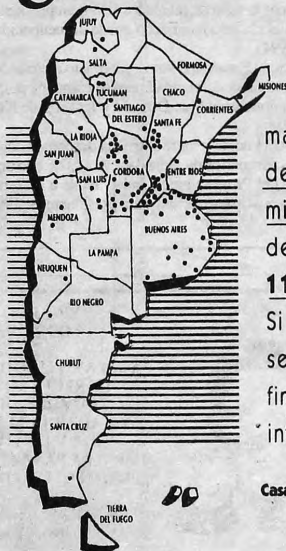 JUJUY
SALTA
FORMOSA
CATAMARCA
TUCUMAN
CHACO
MISIONES
SANTIAGO
DEL ESTERO
CORRIENTES
LA RIOJA
SANTA FE
SAN JUAN
CORDOBA
ENTRE RIOS
SAN LUIS
MENDOZA
BUENOS AIRES
LA PAMPA
NEUQUEN
RIO NEGRO
CHUBUT
SANTA CRUZ
TIERRA
DEL FUEGO
ma
de
mi
de
11
Si
se
fin
in
Casa